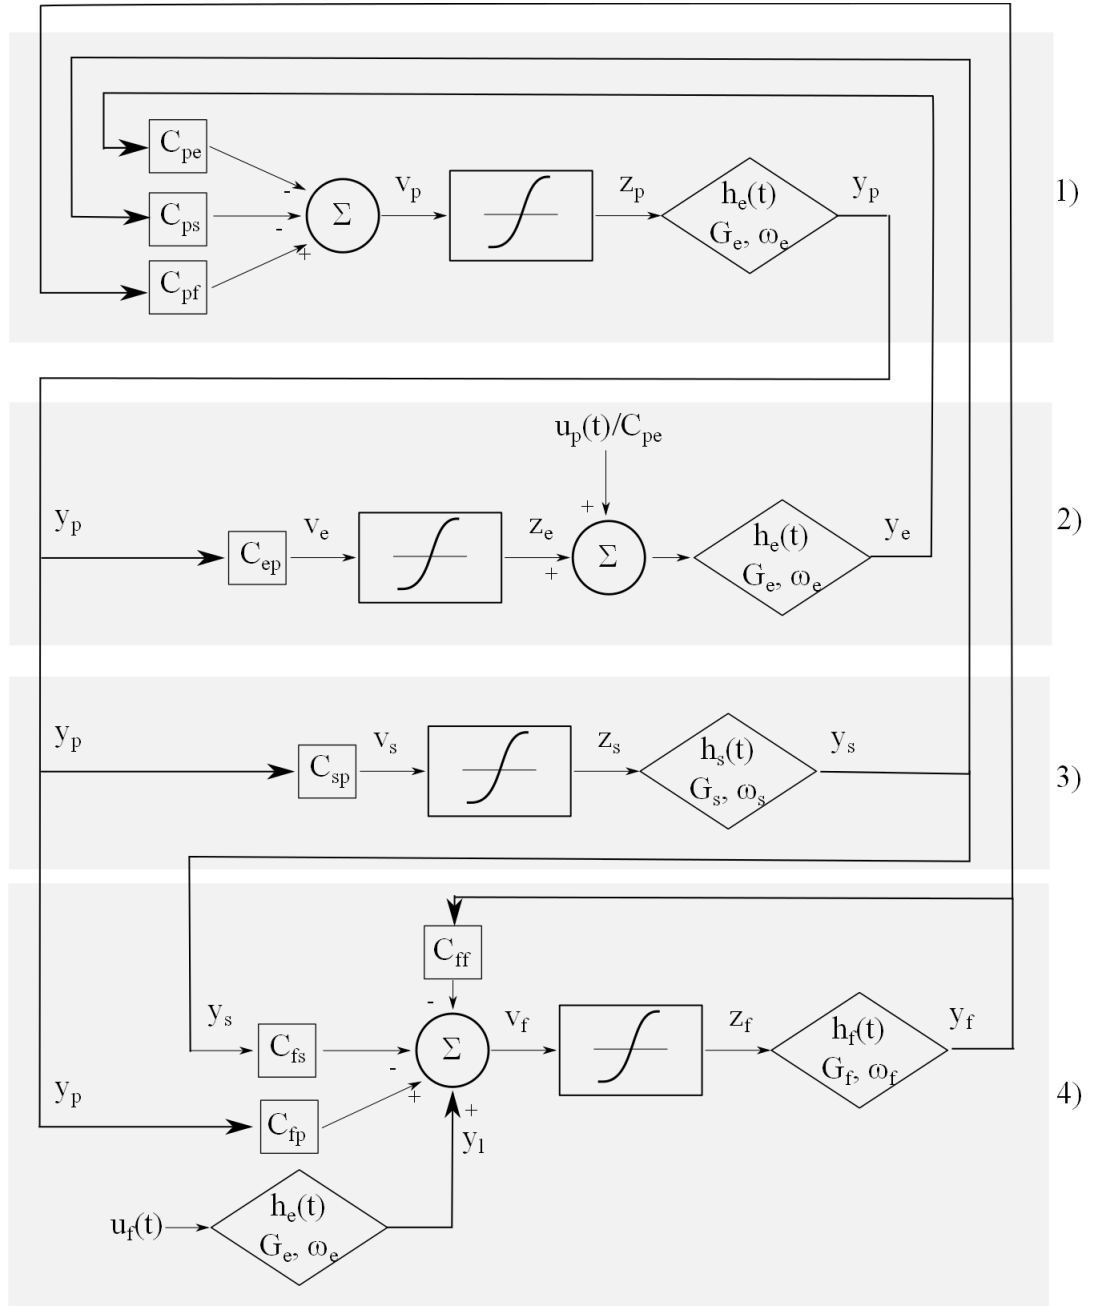 C_pe
C_ps
C_pf
-
-
+
Σ
v_p
z_p
h_e(t)
G_e, ω_e
y_p
1)
u_p(t)/C_pe
y_p
C_ep
v_e
z_e
+
+
Σ
h_e(t)
G_e, ω_e
y_e
2)
y_p
C_sp
v_s
z_s
h_s(t)
G_s, ω_s
y_s
3)
C_ff
-
y_s
C_fs
-
Σ
v_f
z_f
h_f(t)
G_f, ω_f
y_f
4)
y_p
C_fp
+
+
y_l
u_f(t)
h_e(t)
G_e, ω_e